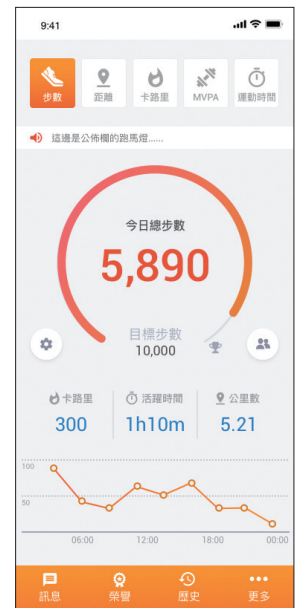 9:41
步數 距離 卡路里 MVPA 運動時間
這邊是公佈欄的跑馬燈......
今日總步數
5,890
目標步數
10,000
卡路里 活躍時間 公里數
300 1h10m 5.21
100
50
06:00 12:00 18:00 00:00
訊息 榮譽 歷史 更多